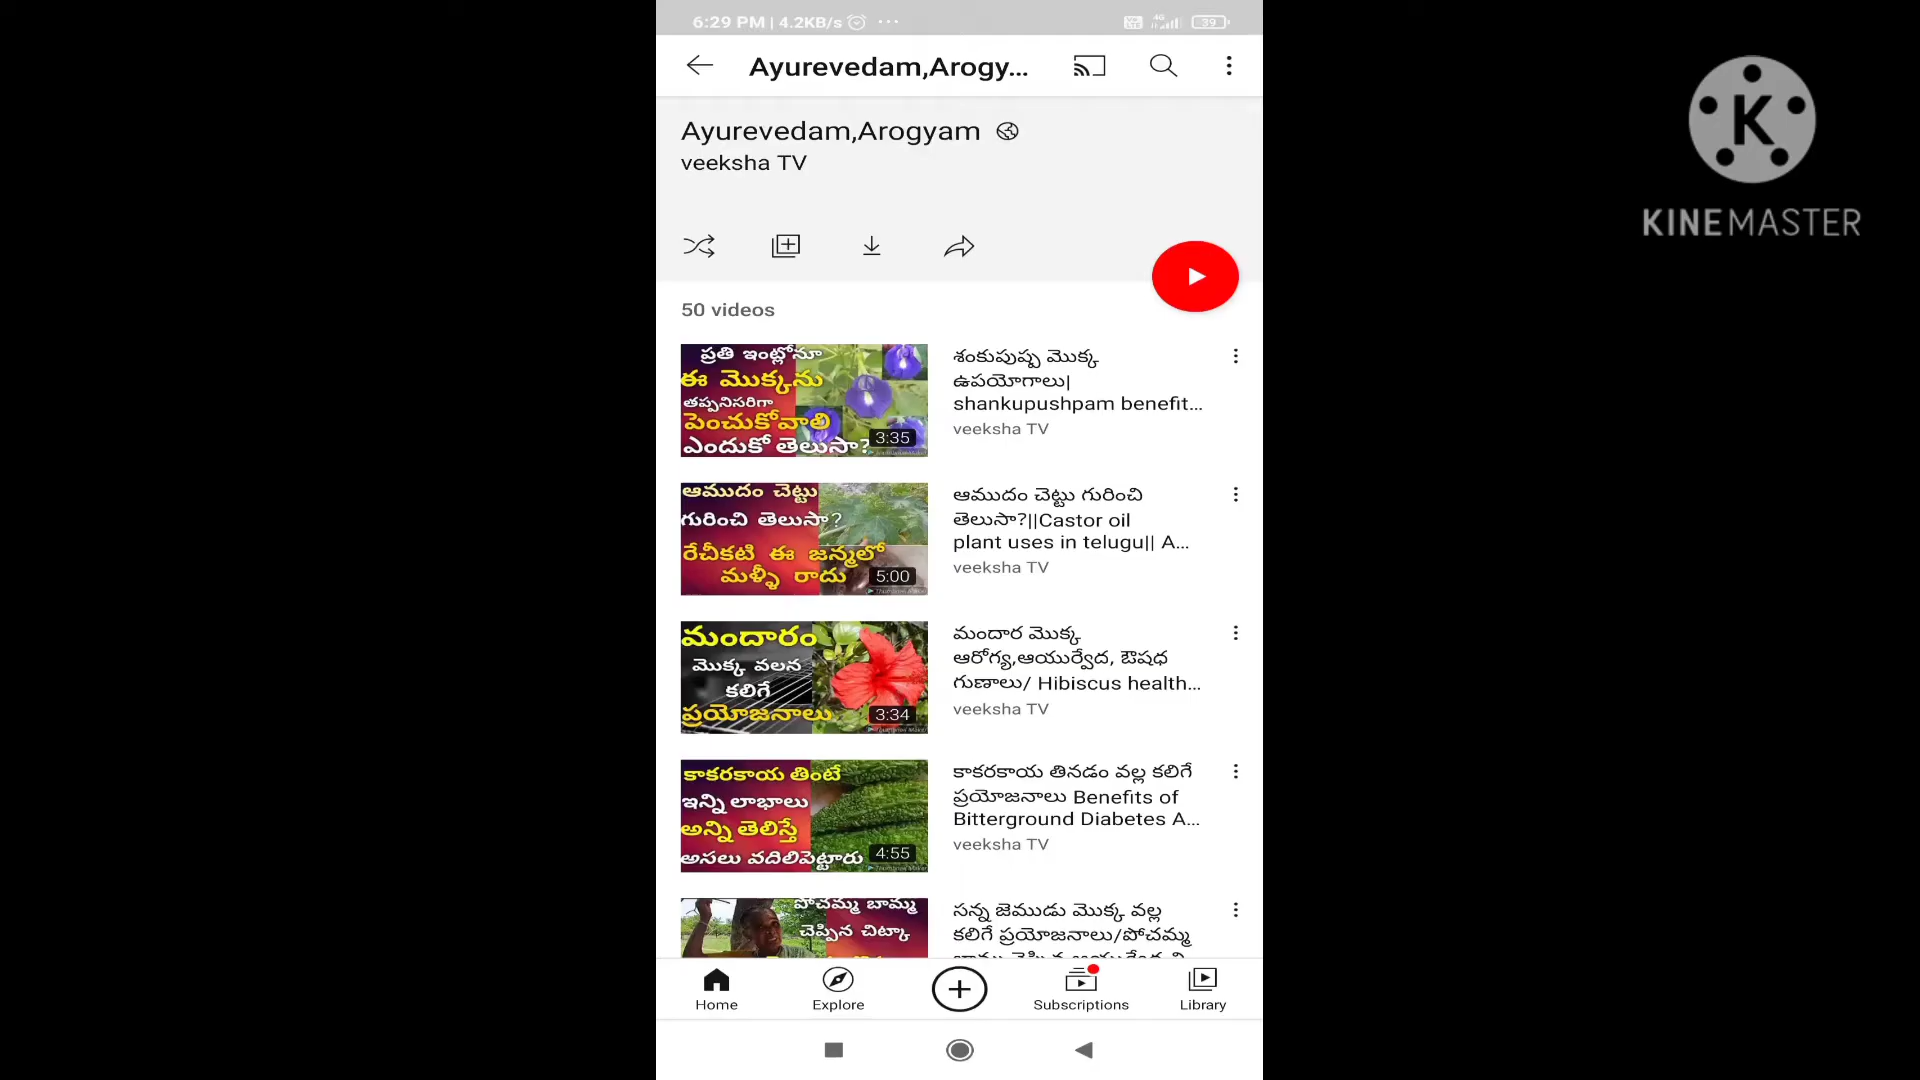 6:29 PM | 4.2KB/s
39
Ayurevedam,Arogy...
Ayurevedam,Arogyam
veeksha TV
50 videos
ప్రతి ఇంట్లోనూ
ఈ మొక్కను
తప్పనిసరిగా
పెంచుకోవాలి
ఎందుకో తెలుసా?
3:35
శంకుపుష్ప మొక్క
ఉపయోగాలు|
shankupushpam benefit...
veeksha TV
ఆముదం చెట్టు
గురించి తెలుసా?
రేచీకటి ఈ జన్మలో
మళ్ళీ రాదు
5:00
ఆముదం చెట్టు గురించి
తెలుసా?||Castor oil
plant uses in telugu|| A...
veeksha TV
మందారం
మొక్క వలన
కలిగే
ప్రయోజనాలు
3:34
మందార మొక్క
ఆరోగ్య,ఆయుర్వేద, ఔషధ
గుణాలు/ Hibiscus health...
veeksha TV
కాకరకాయ తింటే
ఇన్ని లాభాలు
అన్ని తెలిస్తే
అసలు వదిలిపెట్టారు
4:55
కాకరకాయ తినడం వల్ల కలిగే
ప్రయోజనాలు Benefits of
Bitterground Diabetes A...
veeksha TV
పోచమ్మ బామ్మ
చెప్పిన చిట్కా
సన్న జెముడు మొక్క వల్ల
కలిగే ప్రయోజనాలు/పోచమ్మ
Home
Explore
Subscriptions
Library
K
KINEMASTER